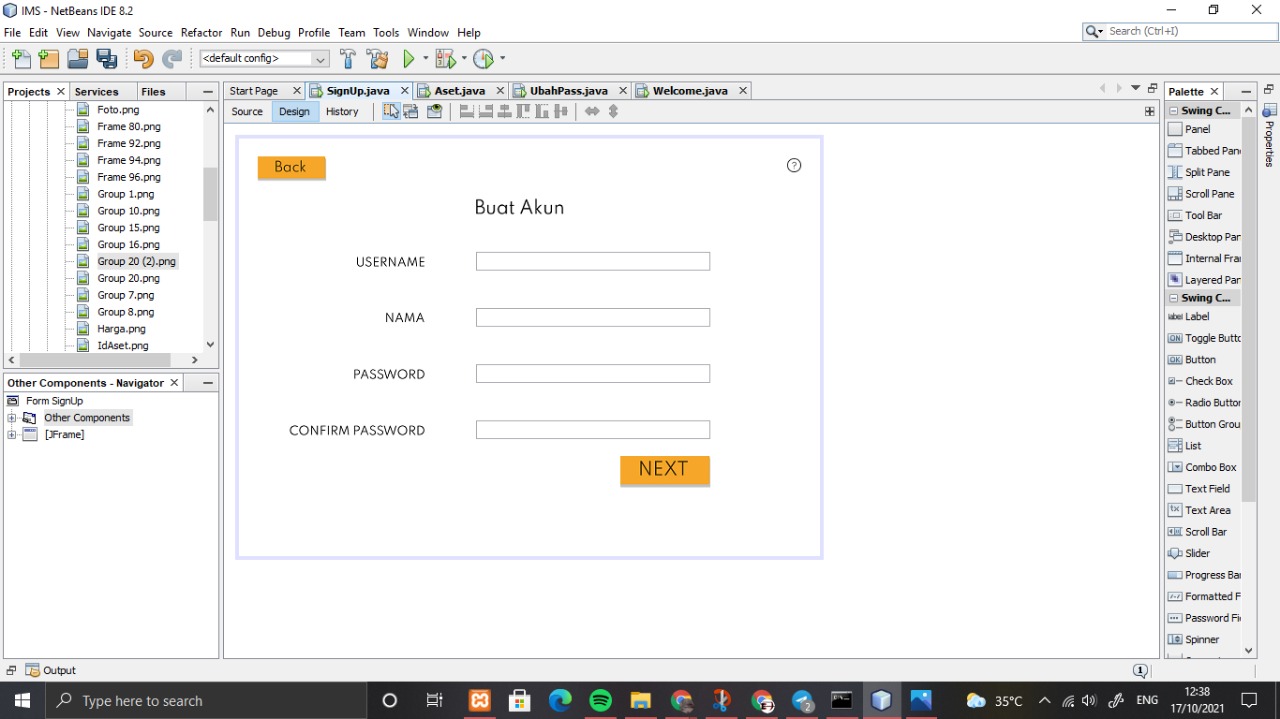 IMS - NetBeans IDE 8.2
File Edit View Navigate Source Refactor Run Debug Profile Team Tools Window Help
Search (Ctrl+I)
<default config>
Projects Services Files
Start Page SignUp.java Aset.java UbahPass.java Welcome.java
Palette
Source Design History
Foto.png
Frame 80.png
Frame 92.png
Frame 94.png
Frame 96.png
Group 1.png
Group 10.png
Group 15.png
Group 16.png
Group 20 (2).png
Group 20.png
Group 7.png
Group 8.png
Harga.png
IdAset.png
Other Components - Navigator
Form SignUp
Other Components
[JFrame]
Back
?
Buat Akun
USERNAME
NAMA
PASSWORD
CONFIRM PASSWORD
NEXT
Swing C...
Panel
Tabbed Pane
Split Pane
Scroll Pane
Tool Bar
Desktop Pan
Internal Fra
Layered Pan
Swing C...
label Label
ON Toggle Butto
OK Button
Check Box
Radio Button
Button Grou
List
Combo Box
Text Field
Text Area
Scroll Bar
Slider
Progress Bar
Formatted F
Password Fi
Spinner
Properties
Output
1
Type here to search
2
35°C
ENG
12:38
17/10/2021